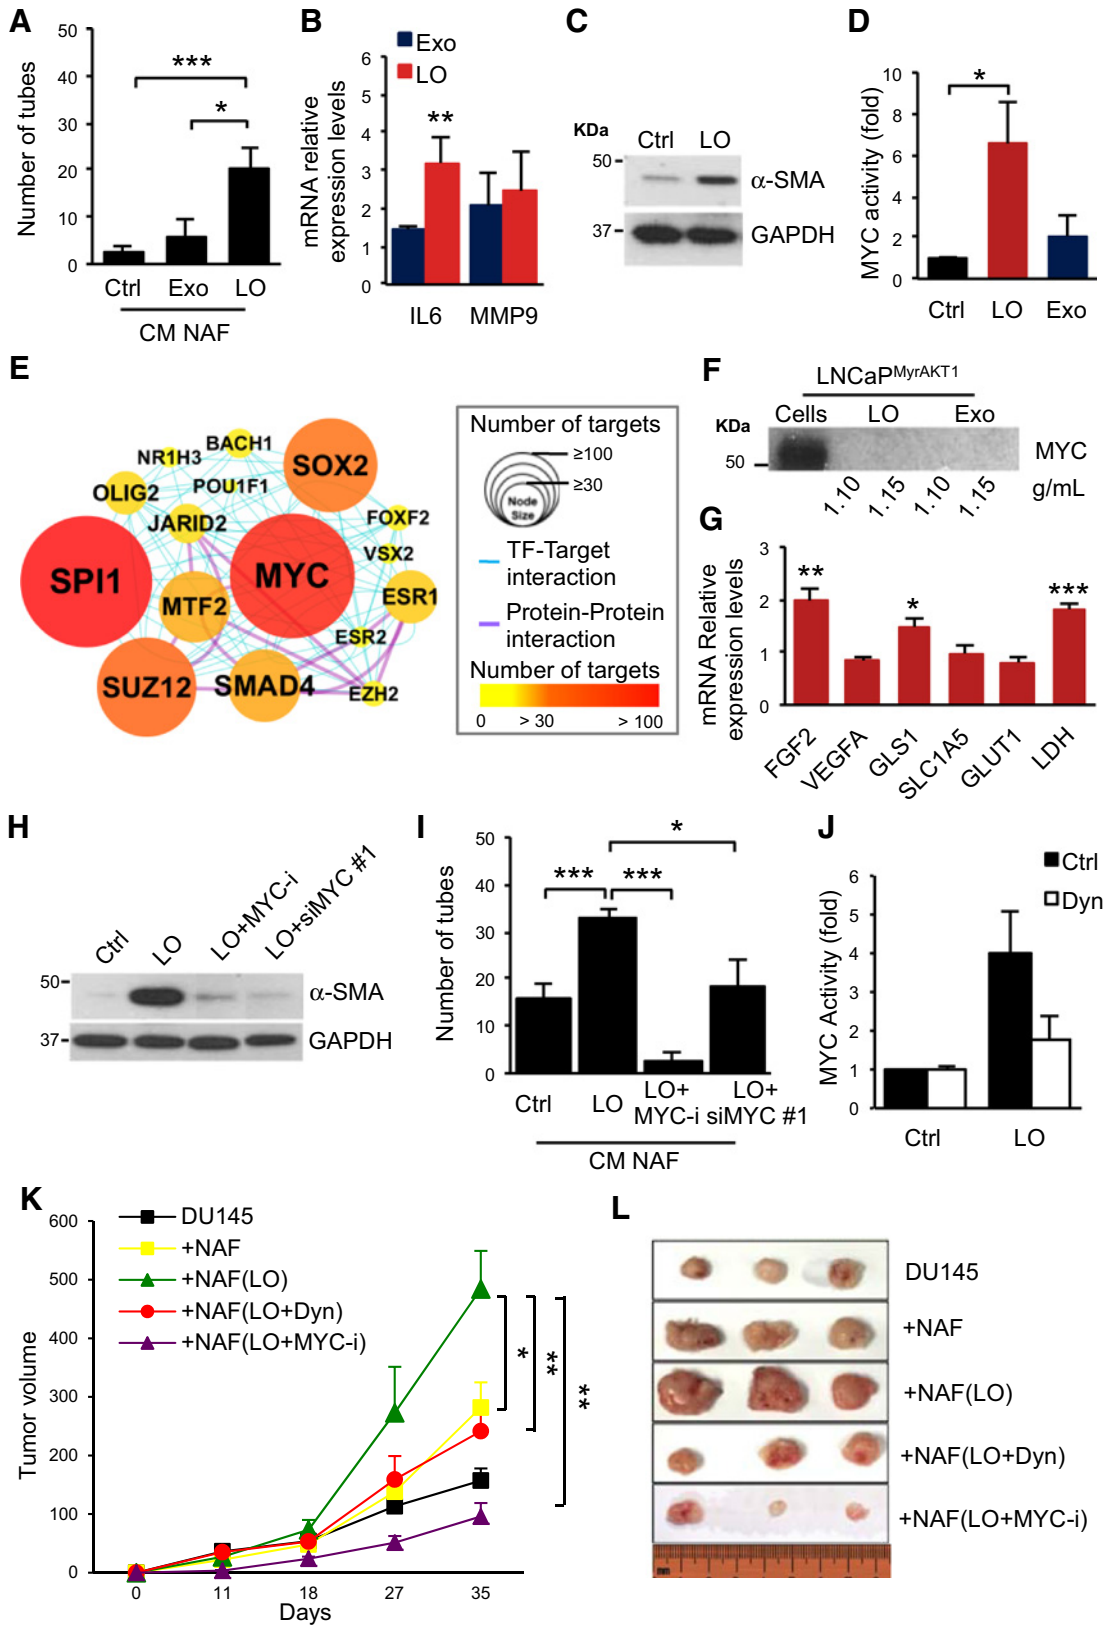 A
Number of tubes
50
40
30
20
10
0
***
*
Ctrl Exo LO
CM NAF
B
Exo
LO
mRNA relative
expression levels
6
5
4
3
2
1
0
**
IL6 MMP9
C
KDa
Ctrl LO
50
α-SMA
37
GAPDH
D
MYC activity (fold)
10
8
6
4
2
0
*
Ctrl LO Exo
E
BACH1
NR1H3
SOX2
OLIG2
POU1F1
JARID2
FOXF2
VSX2
SPI1
MYC
MTF2
ESR1
ESR2
SUZ12
SMAD4
EZH2
Number of targets
≥100
≥30
Node
Size
TF-Target
interaction
Protein-Protein
interaction
Number of targets
0 > 30 > 100
F
LNCaPMyrAKT1
Cells LO Exo
KDa
50
MYC
1.10 1.15 1.10 1.15 g/mL
G
mRNA Relative
expression levels
3
2
1
0
** * ***
FGF2 VEGFA GLS1 SLC1A5 GLUT1 LDH
H
Ctrl LO LO+MYC-i LO+siMYC #1
50
α-SMA
37
GAPDH
I
Number of tubes
50
40
30
20
10
0
*
*** ***
Ctrl LO LO+ LO+
MYC-i siMYC #1
CM NAF
J
Ctrl
Dyn
MYC Activity (fold)
6
5
4
3
2
1
0
Ctrl LO
K
DU145
+NAF
+NAF(LO)
+NAF(LO+Dyn)
+NAF(LO+MYC-i)
Tumor volume
600
500
400
300
200
100
0
* ** **
0 11 18 27 35
Days
L
DU145
+NAF
+NAF(LO)
+NAF(LO+Dyn)
+NAF(LO+MYC-i)
mm